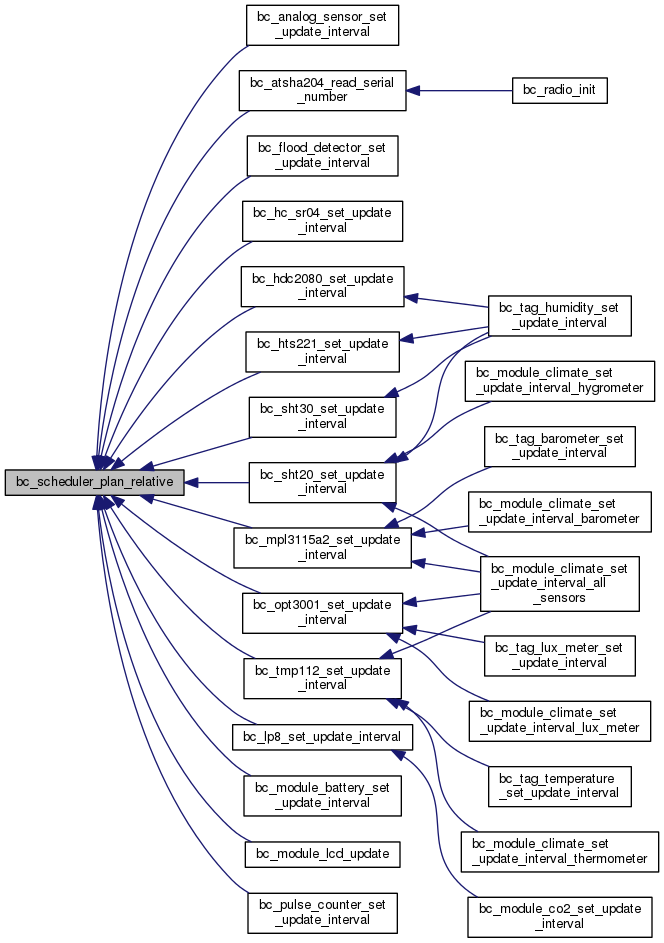 bc_analog_sensor_set
_update_interval
bc_atsha204_read_serial
_number
bc_radio_init
bc_flood_detector_set
_update_interval
bc_hc_sr04_set_update
_interval
bc_hdc2080_set_update
_interval
bc_tag_humidity_set
_update_interval
bc_hts221_set_update
_interval
bc_module_climate_set
_update_interval_hygrometer
bc_sht30_set_update
_interval
bc_tag_barometer_set
_update_interval
bc_scheduler_plan_relative
bc_sht20_set_update
_interval
bc_module_climate_set
_update_interval_barometer
bc_mpl3115a2_set_update
_interval
bc_module_climate_set
_update_interval_all
_sensors
bc_opt3001_set_update
_interval
bc_tag_lux_meter_set
_update_interval
bc_tmp112_set_update
_interval
bc_module_climate_set
_update_interval_lux_meter
bc_lp8_set_update_interval
bc_tag_temperature
_set_update_interval
bc_module_battery_set
_update_interval
bc_module_climate_set
_update_interval_thermometer
bc_module_lcd_update
bc_pulse_counter_set
_update_interval
bc_module_co2_set_update
_interval